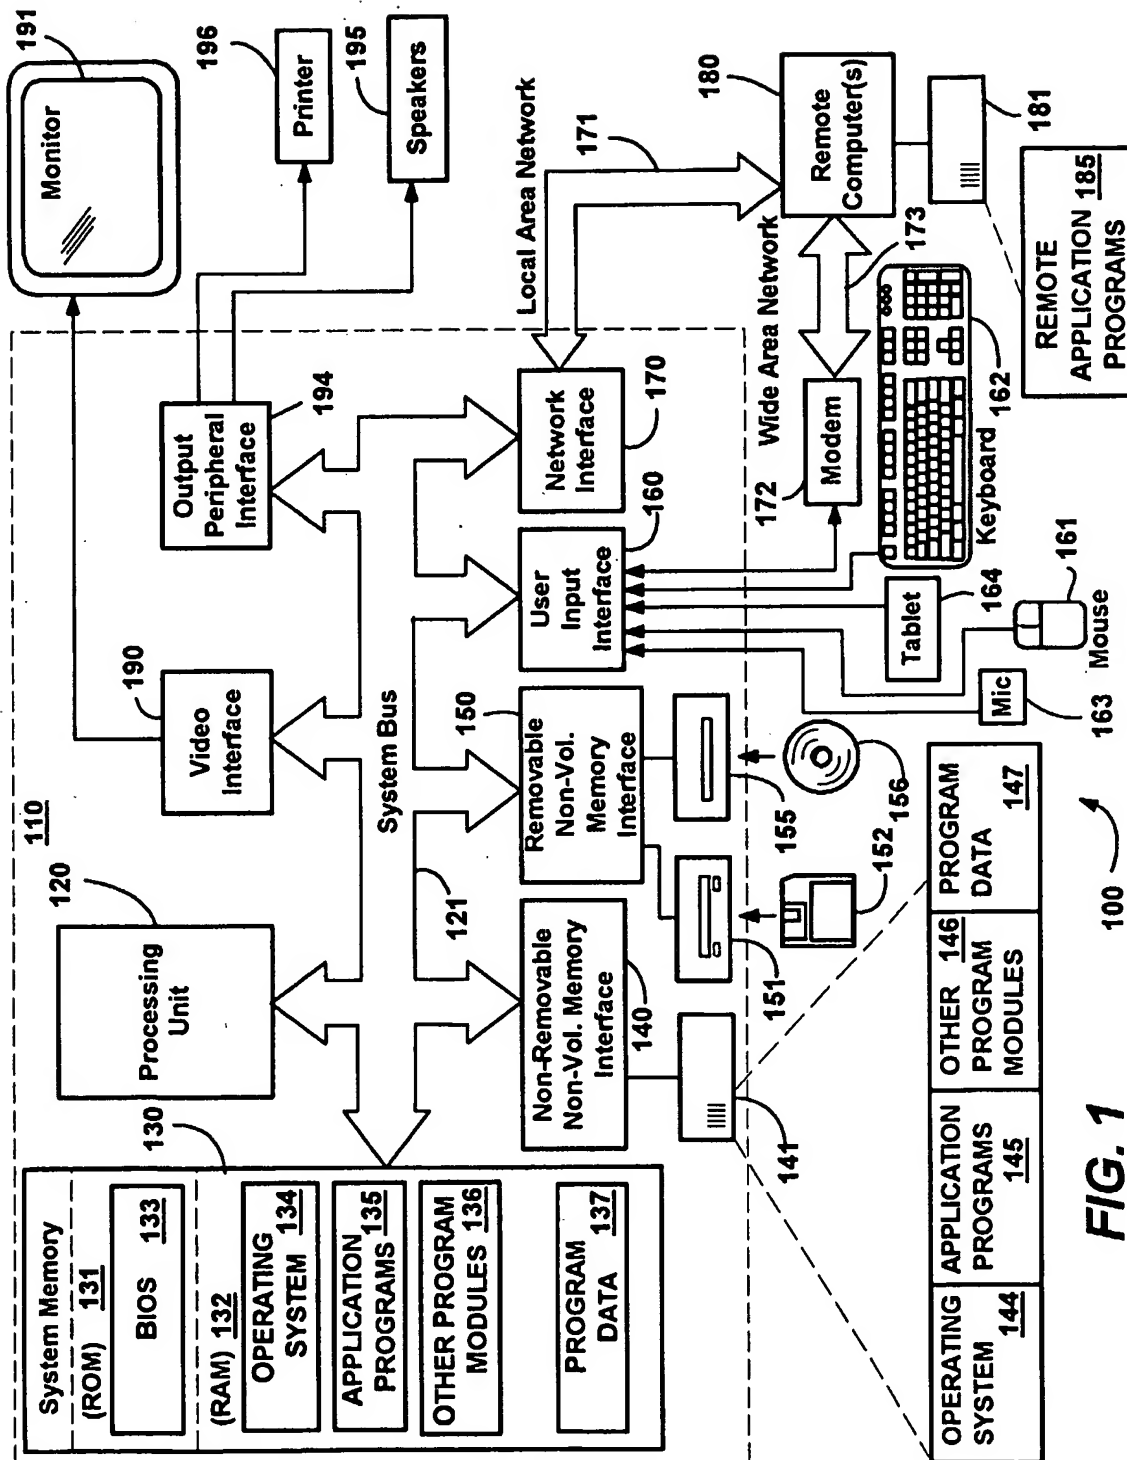 System Memory
(ROM) 131
BIOS 133
(RAM) 132
OPERATING
SYSTEM 134
APPLICATION
PROGRAMS 135
OTHER PROGRAM
MODULES 136
PROGRAM
DATA 137
130
110
120
Processing
Unit
190
Video
Interface
Output
Peripheral
Interface
194
191
Monitor
196
Printer
195
Speakers
System Bus
121
Non-Removable
Non-Vol. Memory
Interface
140
150
Removable
Non-Vol.
Memory
Interface
User
Input
Interface
160
Network
Interface
170
Local Area Network
171
141
151
152
155
156
172
Modem
Wide Area Network
173
180
Remote
Computer(s)
181
Mic
163
Tablet
164
Mouse
161
Keyboard
162
REMOTE
APPLICATION 185
PROGRAMS
OPERATING
SYSTEM 144
APPLICATION
PROGRAMS 145
OTHER 146
PROGRAM
MODULES
PROGRAM
DATA 147
100
FIG. 1